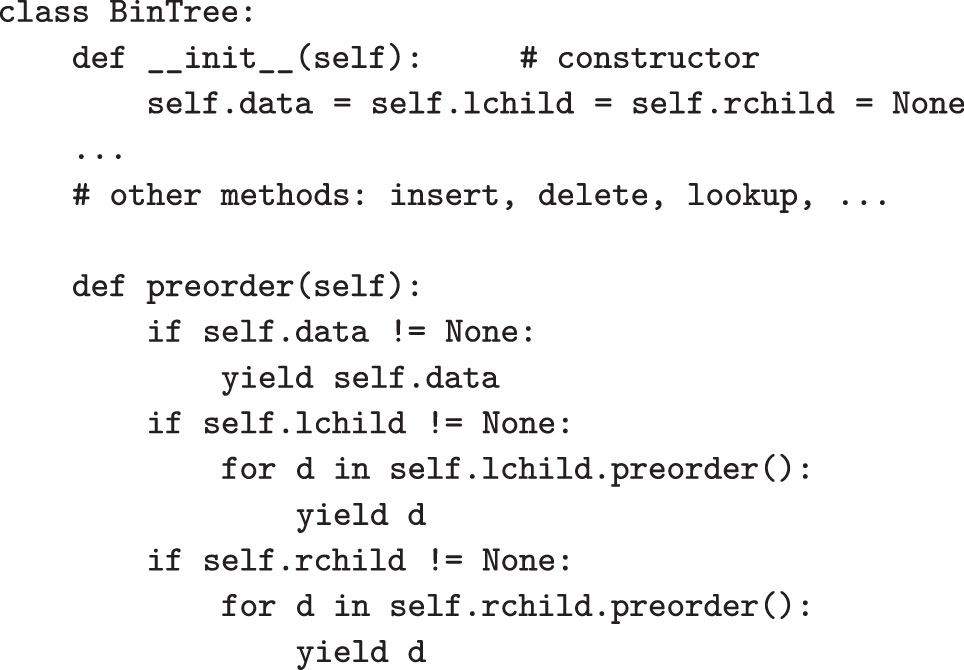 class BinTree:
    def __init__(self):     # constructor
        self.data = self.lchild = self.rchild = None
    ...
    # other methods: insert, delete, lookup, ...

    def preorder(self):
        if self.data != None:
            yield self.data
        if self.lchild != None:
            for d in self.lchild.preorder():
                yield d
        if self.rchild != None:
            for d in self.rchild.preorder():
                yield d